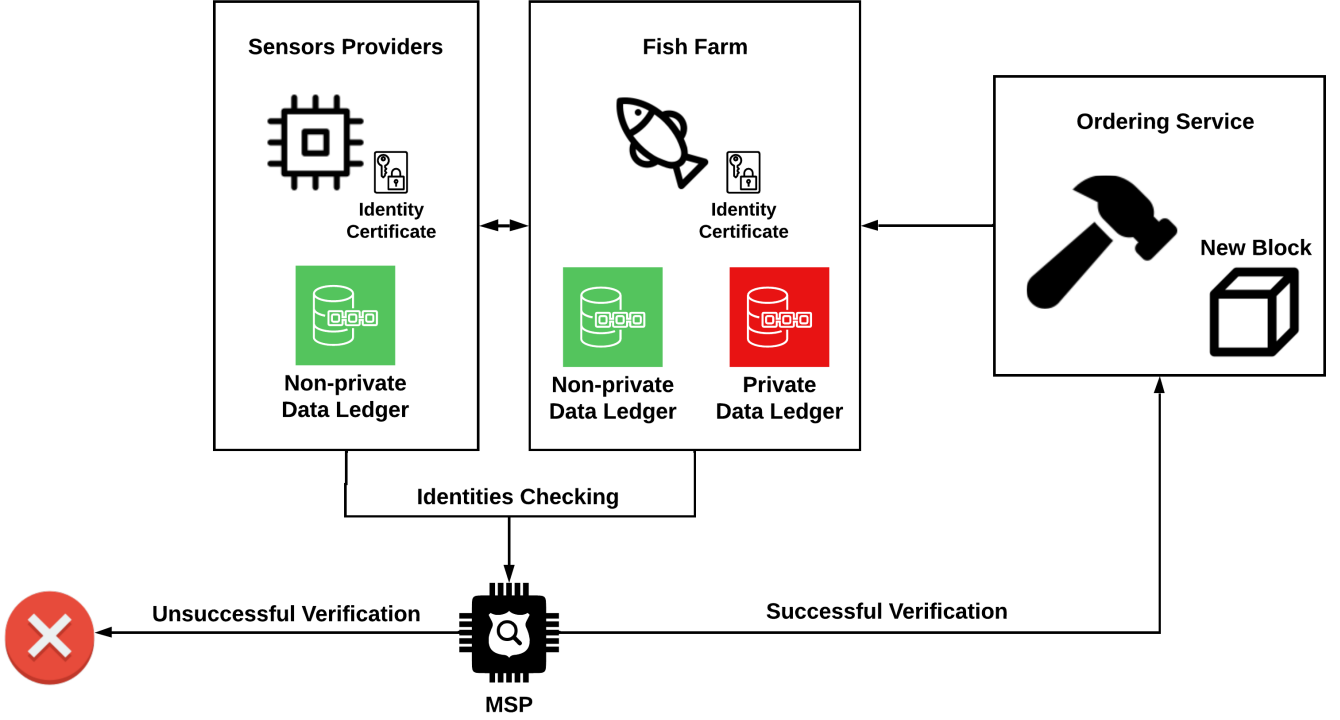 Sensors Providers
Identity
Certificate
Non-private
Data Ledger
Fish Farm
Identity
Certificate
Non-private
Data Ledger
Private
Data Ledger
Ordering Service
New Block
Identities Checking
Unsuccessful Verification
Successful Verification
MSP